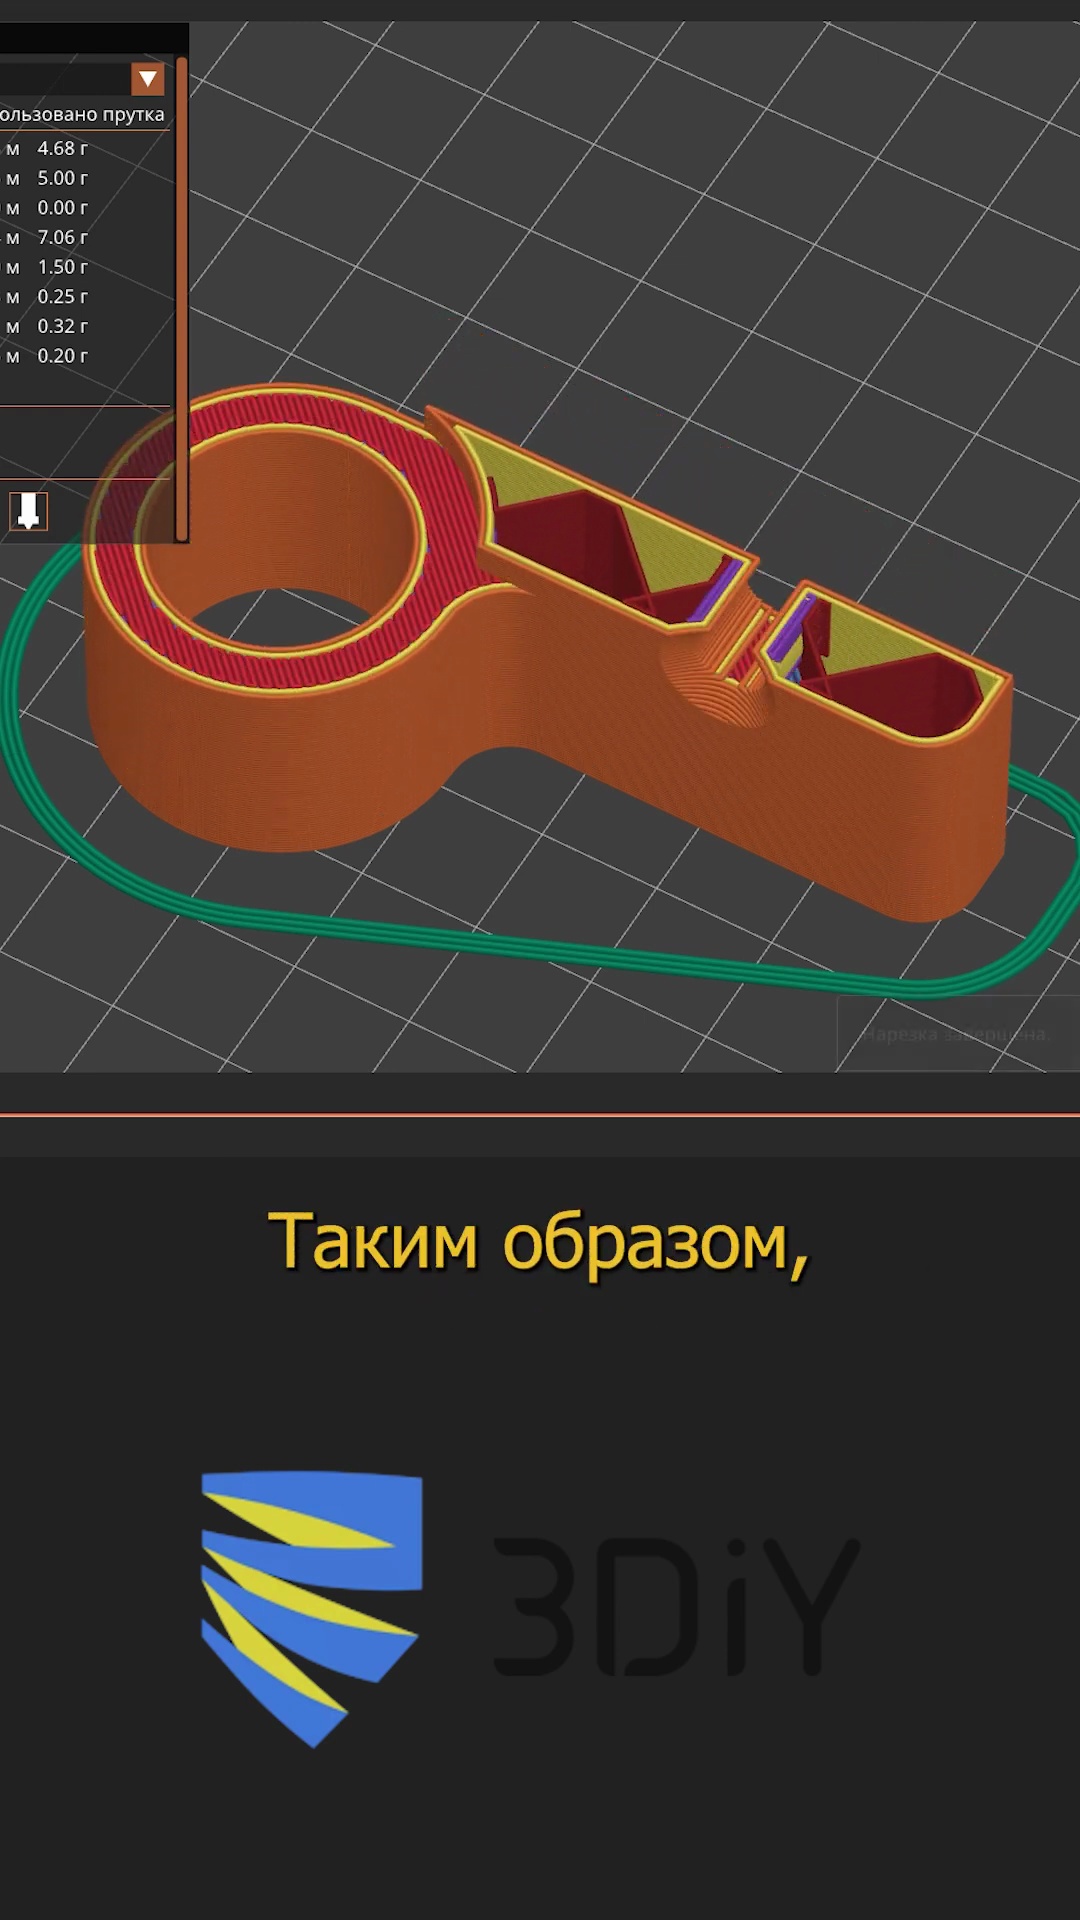 ользовано прутка
м 4.68 г
м 5.00 г
м 0.00 г
м 7.06 г
м 1.50 г
м 0.25 г
м 0.32 г
м 0.20 г
Нарезка завершена.
Таким образом,
3DiY